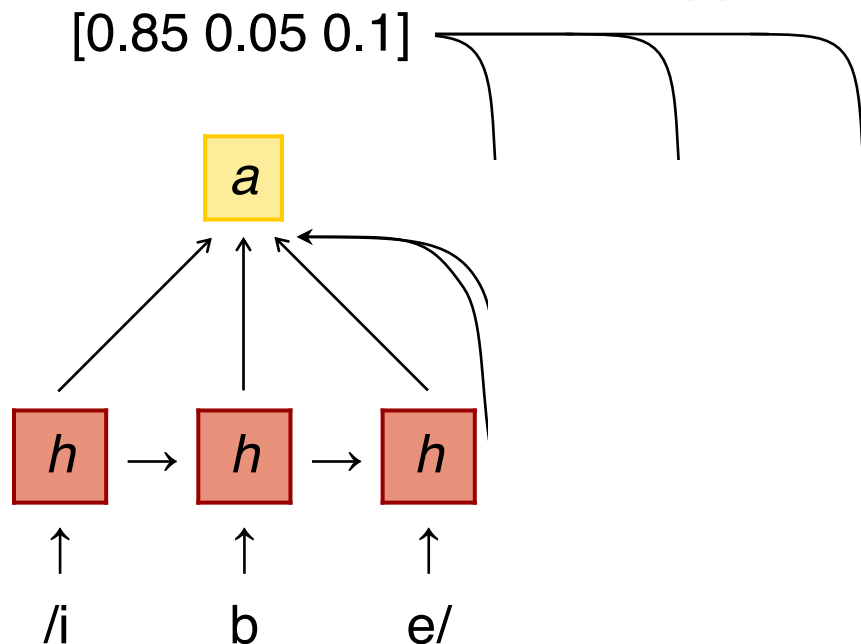 [0.85 0.05 0.1]
a
h → h → h
/i b e/